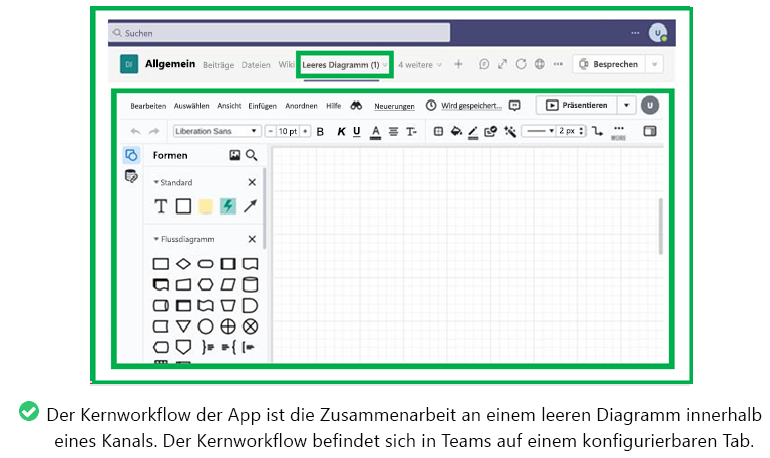 Suchen
U
DI Allgemein Beiträge Dateien Wiki Leeres Diagramm (1) 4 weitere Besprechen
Bearbeiten Auswählen Ansicht Einfügen Anordnen Hilfe Neuerungen Wird gespeichert... Präsentieren U
Liberation Sans 10 pt B K U A T 2 px MORE
Formen
Standard
T
Flussdiagramm
Der Kernworkflow der App ist die Zusammenarbeit an einem leeren Diagramm innerhalb
eines Kanals. Der Kernworkflow befindet sich in Teams auf einem konfigurierbaren Tab.